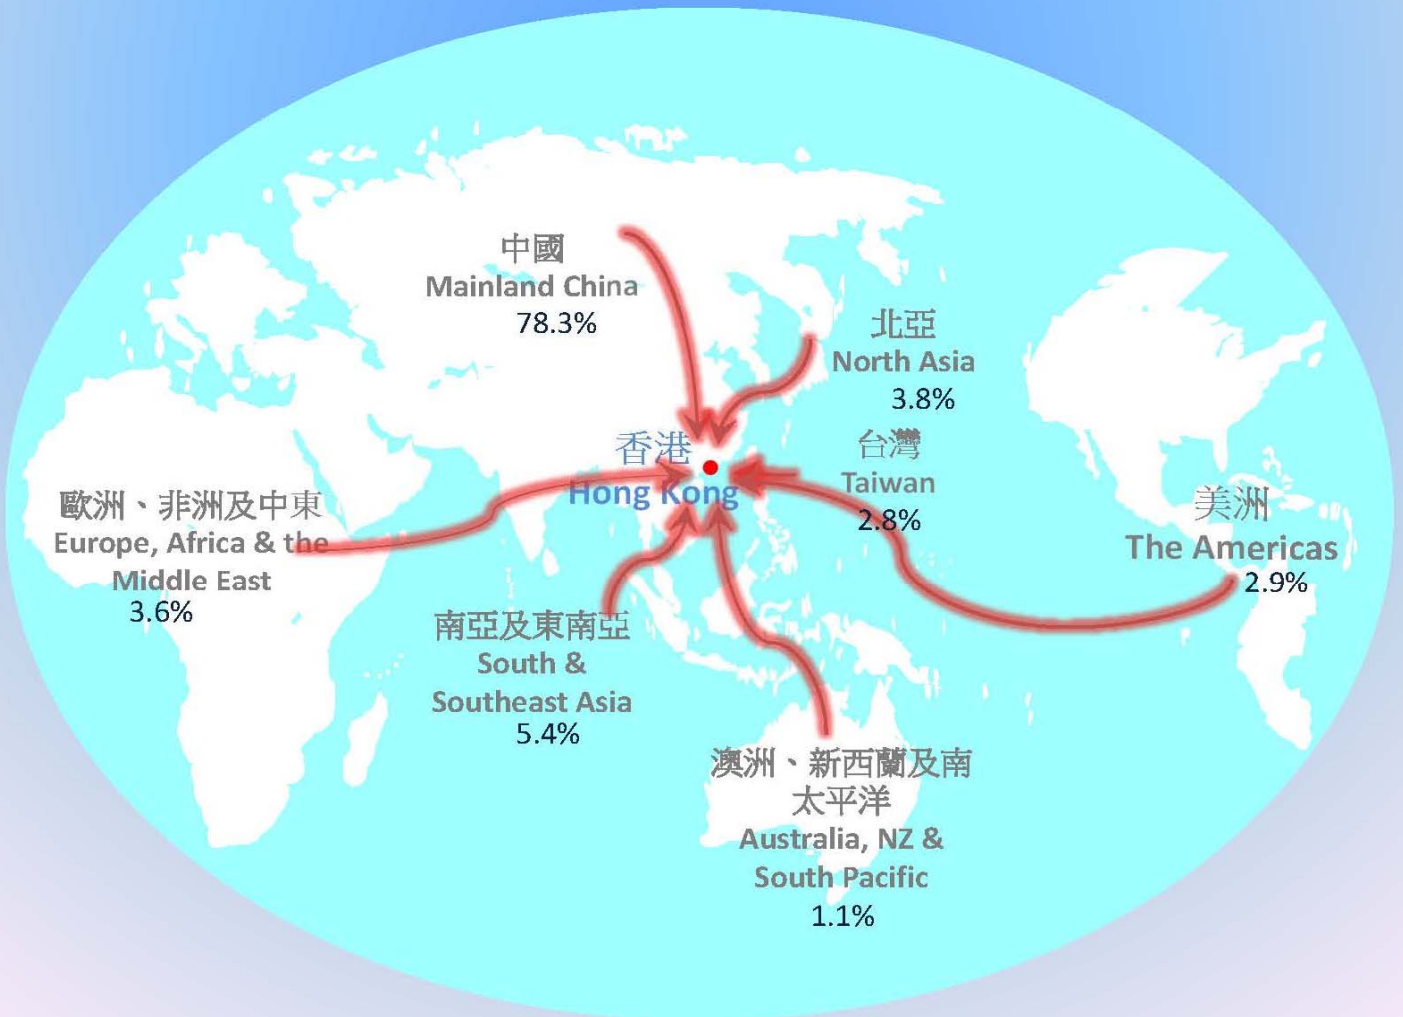 中國
Mainland China
78.3%
北亞
North Asia
3.8%
香港
Hong Kong
台灣
Taiwan
2.8%
歐洲、非洲及中東
Europe, Africa & the
Middle East
3.6%
美洲
The Americas
2.9%
南亞及東南亞
South &
Southeast Asia
5.4%
澳洲、新西蘭及南
太平洋
Australia, NZ &
South Pacific
1.1%